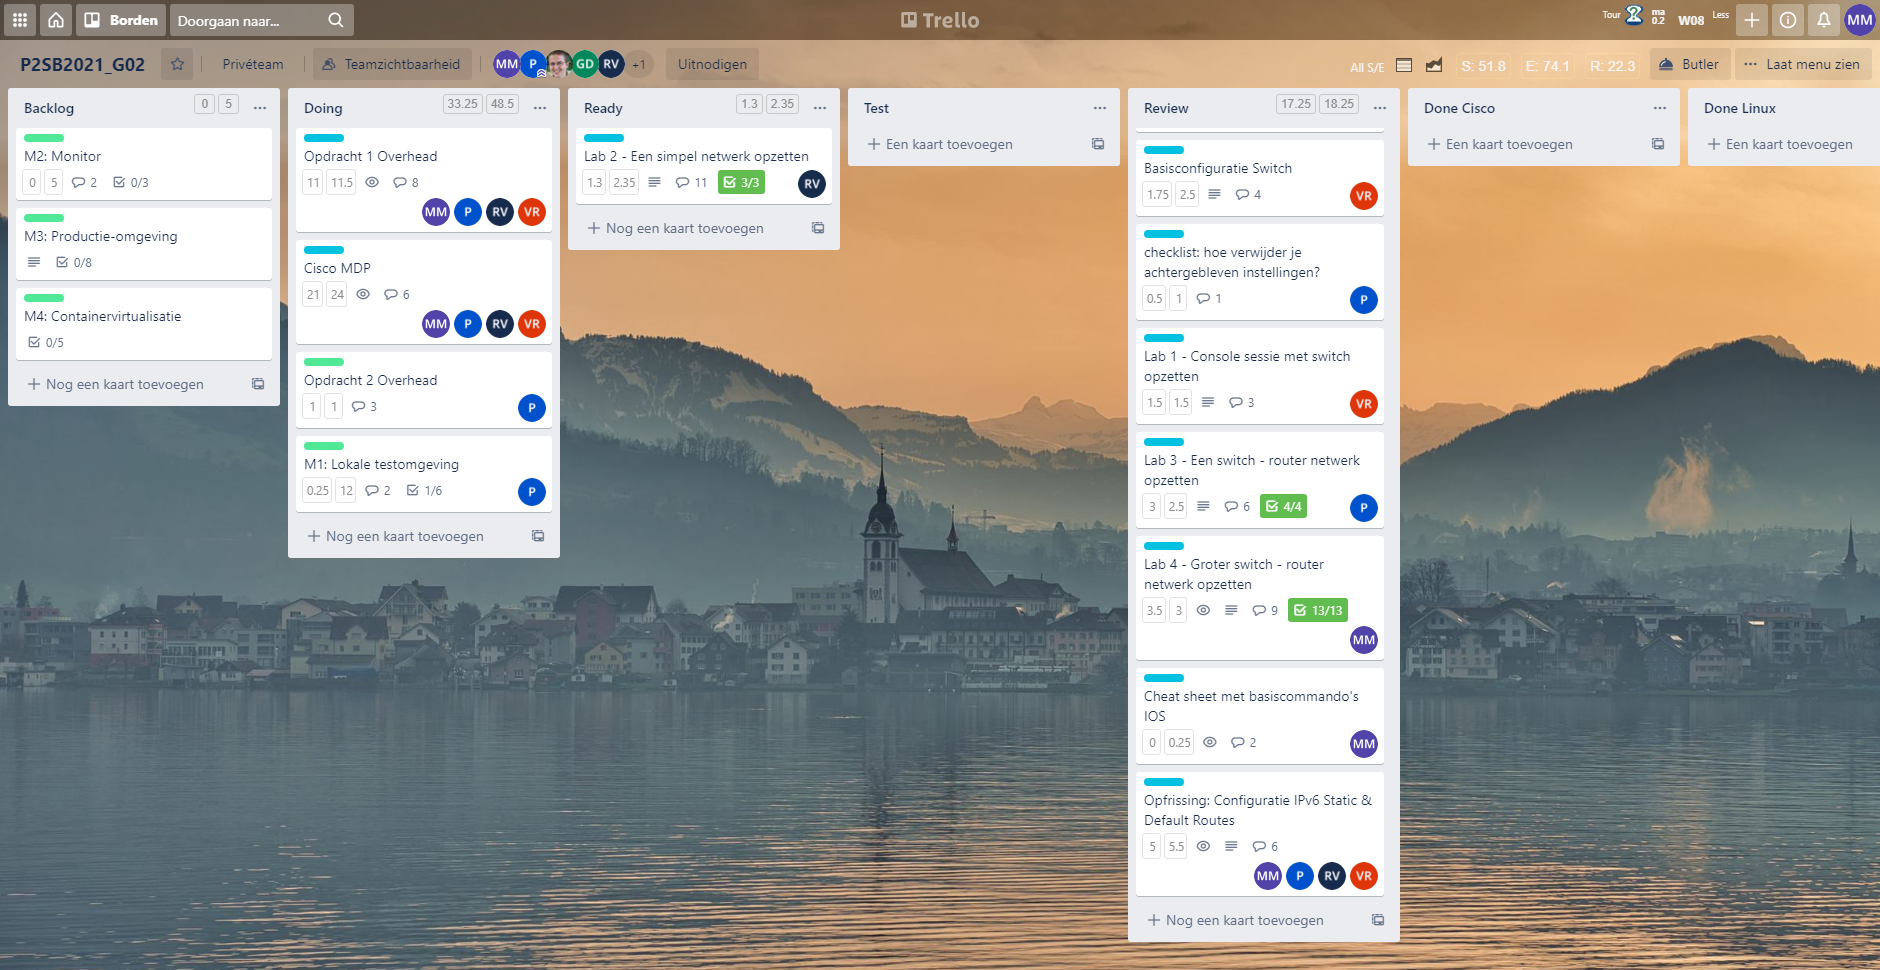 Borden
Doorgaan naar...
Trello
Tour
ma
0.2
W08
Less
MM
P2SB2021_G02
Privéteam
Teamzichtbaarheid
MM
P
GD
RV
+1
Uitnodigen
All S/E
S: 51.8
E: 74.1
R: 22.3
Butler
Laat menu zien
Backlog
0 5
M2: Monitor
0 5 2 0/3
M3: Productie-omgeving
0/8
M4: Containervirtualisatie
0/5
Nog een kaart toevoegen
Doing
33.25 48.5
Opdracht 1 Overhead
11 11.5 8
MM P RV VR
Cisco MDP
21 24 6
MM P RV VR
Opdracht 2 Overhead
1 1 3
P
M1: Lokale testomgeving
0.25 12 2 1/6
P
Nog een kaart toevoegen
Ready
1.3 2.35
Lab 2 - Een simpel netwerk opzetten
1.3 2.35 11 3/3
RV
Nog een kaart toevoegen
Test
Een kaart toevoegen
Review
17.25 18.25
Basisconfiguratie Switch
1.75 2.5 4
VR
checklist: hoe verwijder je
achtergebleven instellingen?
0.5 1 1
P
Lab 1 - Console sessie met switch
opzetten
1.5 1.5 3
VR
Lab 3 - Een switch - router netwerk
opzetten
3 2.5 6 4/4
P
Lab 4 - Groter switch - router
netwerk opzetten
3.5 3 9 13/13
MM
Cheat sheet met basiscommando's
IOS
0 0.25 2
MM
Opfrissing: Configuratie IPv6 Static &
Default Routes
5 5.5 6
MM P RV VR
Nog een kaart toevoegen
Done Cisco
Een kaart toevoegen
Done Linux
Een kaart toevoegen